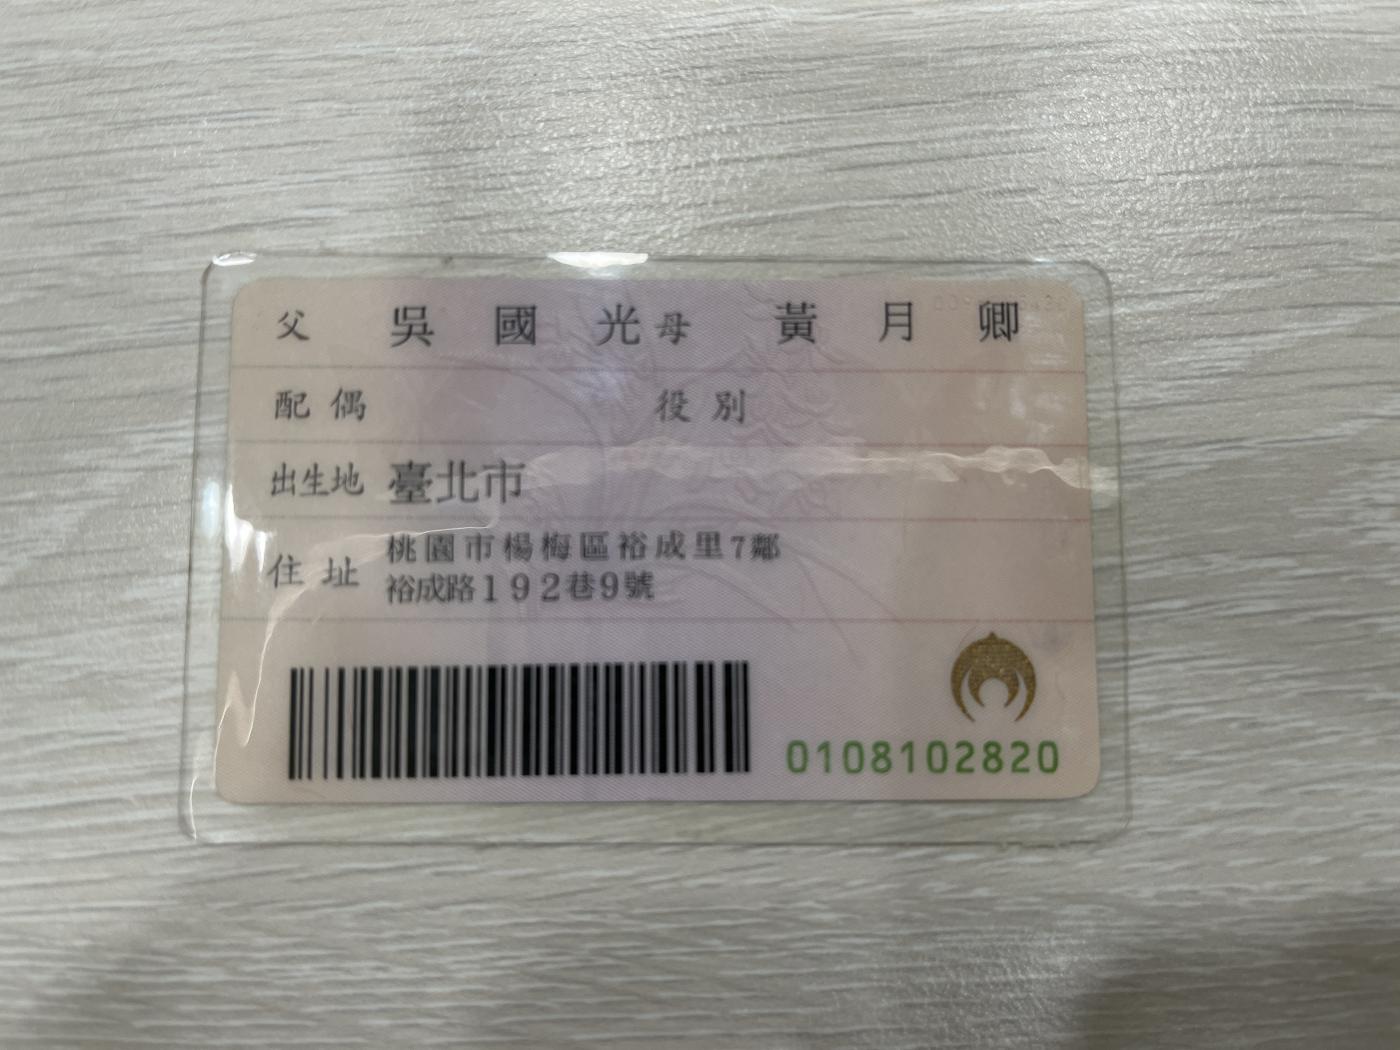 父 吳國光 母 黃月卿
配偶 役別
出生地 臺北市
住址 桃園市楊梅區裕成里7鄰
裕成路192巷9號
0108102820